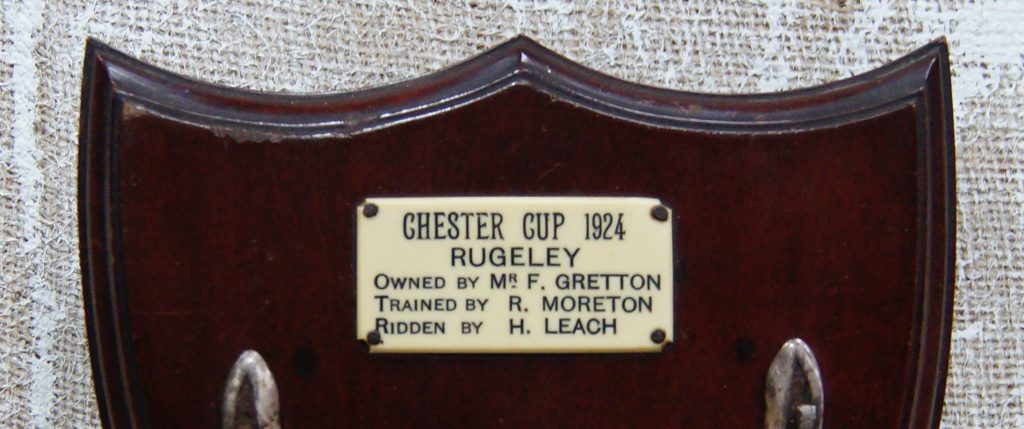 CHESTER CUP 1924
RUGELEY
OWNED BY MR F. GRETTON
TRAINED BY R. MORETON
RIDDEN BY H. LEACH